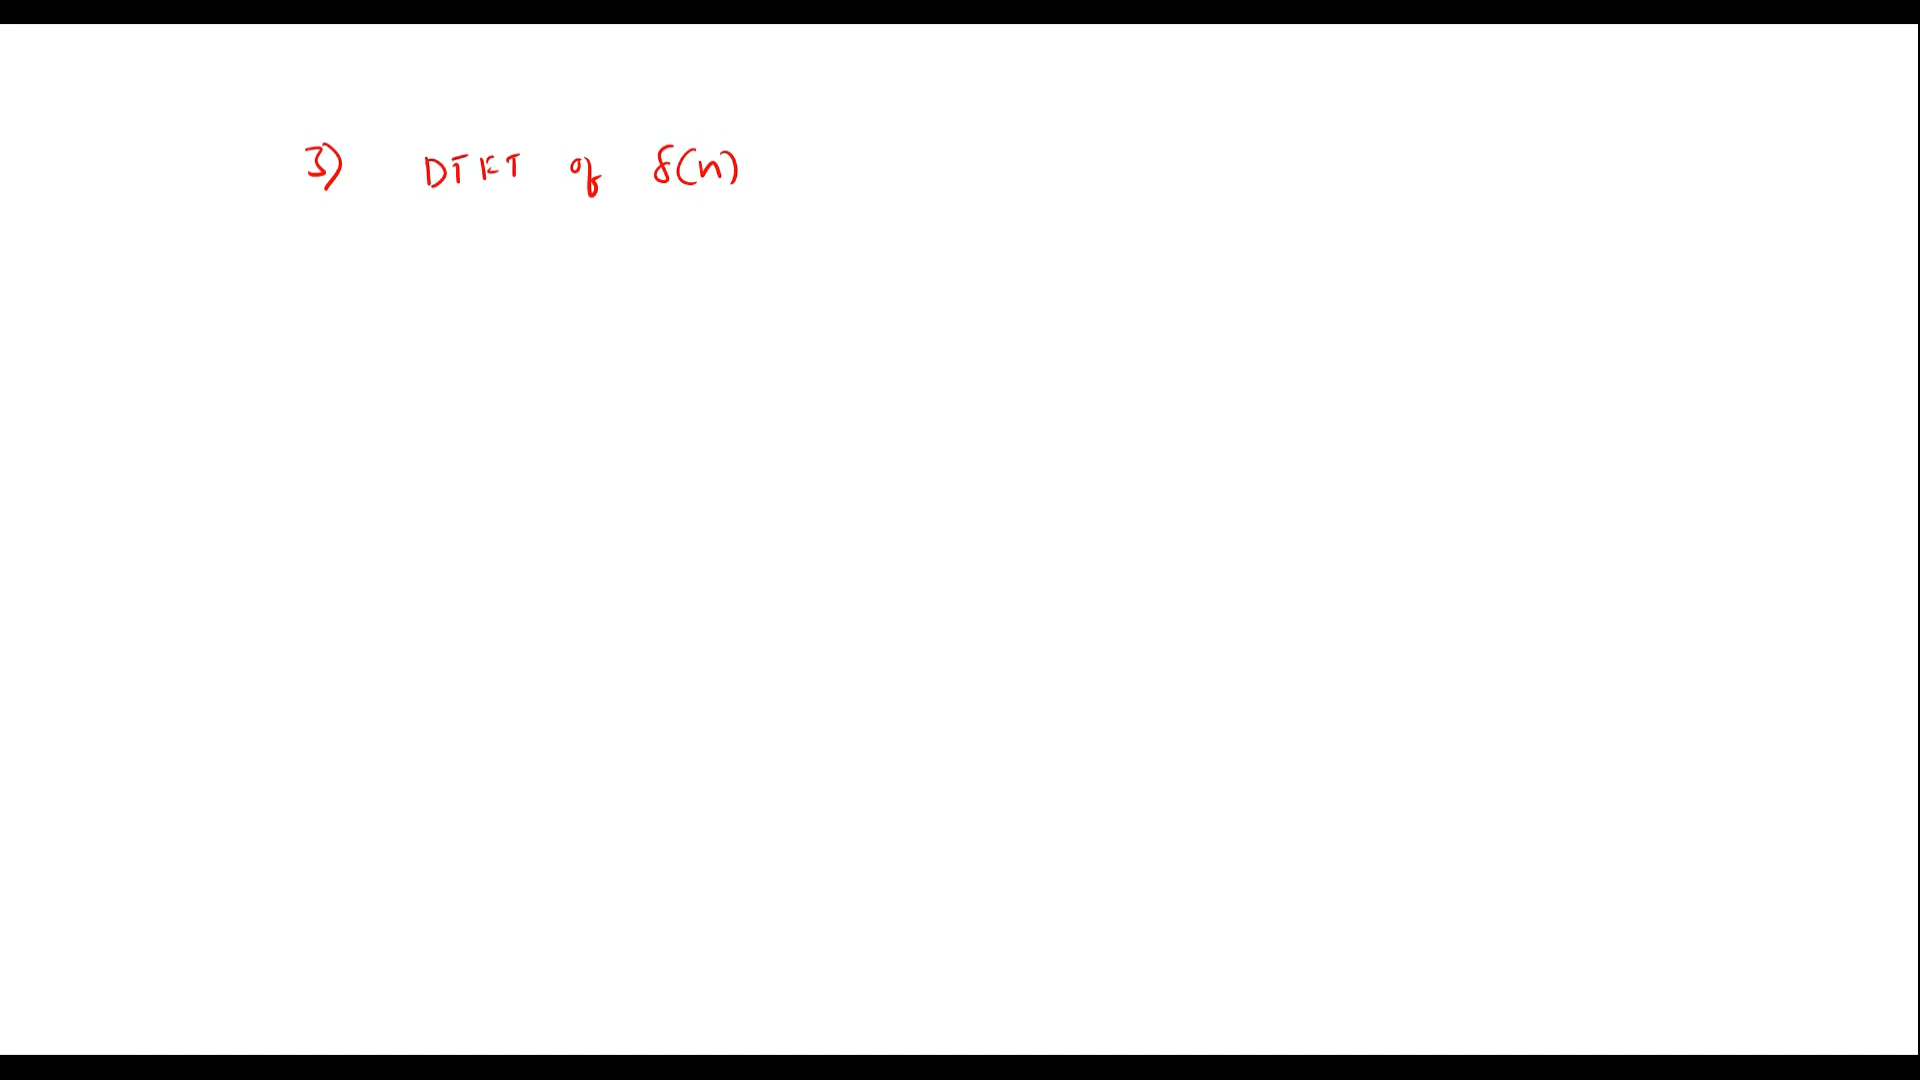 3) DTFT of δ(n)